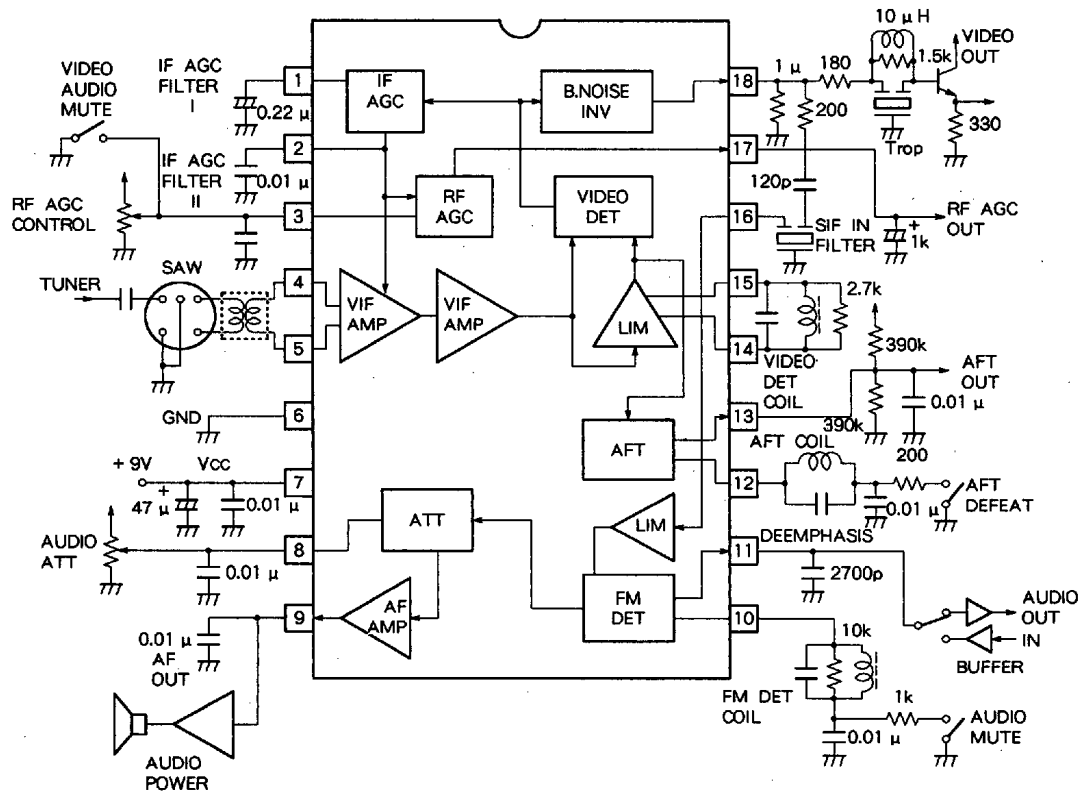 VIDEO
AUDIO
MUTE
IF AGC
FILTER
I
0.22 μ
IF AGC
FILTER
II
0.01 μ
RF AGC
CONTROL
TUNER
SAW
GND
+ 9V
VCC
+
47 μ
0.01 μ
AUDIO
ATT
0.01 μ
0.01 μ
AF
OUT
AUDIO
POWER
1
2
3
4
5
6
7
8
9
IF
AGC
B.NOISE
INV
RF
AGC
VIDEO
DET
VIF
AMP
VIF
AMP
LIM
AFT
ATT
LIM
FM
DET
AF
AMP
18
17
16
15
14
13
12
11
10
10 μ H
1.5k
VIDEO
OUT
1 μ
180
200
Trop
330
120p
SIF IN
FILTER
+
1k
RF AGC
OUT
2.7k
VIDEO
DET
COIL
390k
AFT
OUT
390k
0.01 μ
AFT COIL
200
0.01 μ
AFT
DEFEAT
DEEMPHASIS
2700p
AUDIO
OUT
IN
BUFFER
10k
FM DET
COIL
1k
0.01 μ
AUDIO
MUTE